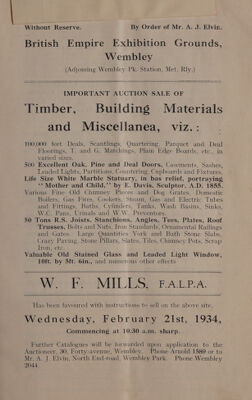 Without Reserve. By Order of Mr. A. J. Elvin.
British Empire Exhibition Grounds,
Wembley
(Adjoining Wembley Pk. Station, Met. Rly.)
IMPORTANT AUCTION SALE OF
Timber, Building Materials
and Miscellanea, viz. :
100,000 feet Deals, Scantlings, Quartering, Parquet and Deal
Floorings, T. and G. Matchings, Plain Edge Boards, etc., in
varied sizes.
500 Excellent Oak, Pine and Deal Doors, Casements, Sashes,
Leaded Lights, Partitions, Countering, Cupboards and Fixtures.
Life Size White Marble Statuary, in bas relief, portraying
"Mother and Child," by E. Davis, Sculptor, A.D. 1855.
Various Fine Old Chimney Pieces and Dog Grates, Domestic
Boilers, Gas Fires, Cookers, Steam, Gas and Electric Tubes
and Fittings, Baths, Cylinders, Tanks, Wash Basins, Sinks,
W.C. Pans, Urinals and W.W. Preventors.
50 Tons R.S. Joists, Stanchions, Angles, Tees, Plates, Roof
Trusses, Bolts and Nuts, Iron Standards, Ornamental Railings
and Gates. Large Quantities York and Bath Stone Slabs,
Crazy Paving, Stone Pillars, Slates, Tiles, Chimney Pots, Scrap
Iron, etc.
Valuable Old Stained Glass and Leaded Light Window,
10ft. by 5ft. 6in., and numerous other effects
W. F. MILLS, F.A.L.P.A.
Has been favoured with instructions to sell on the above site,
Wednesday, February 21st, 1934,
Commencing at 10.30 a.m. sharp.
Further Catalogues will be forwarded upon application to the
Auctioneer, 30, Forty-avenue, Wembley. Phone Arnold 1589 or to
Mr. A. J. Elvin, North End-road, Wembley Park. Phone Wembley
2044